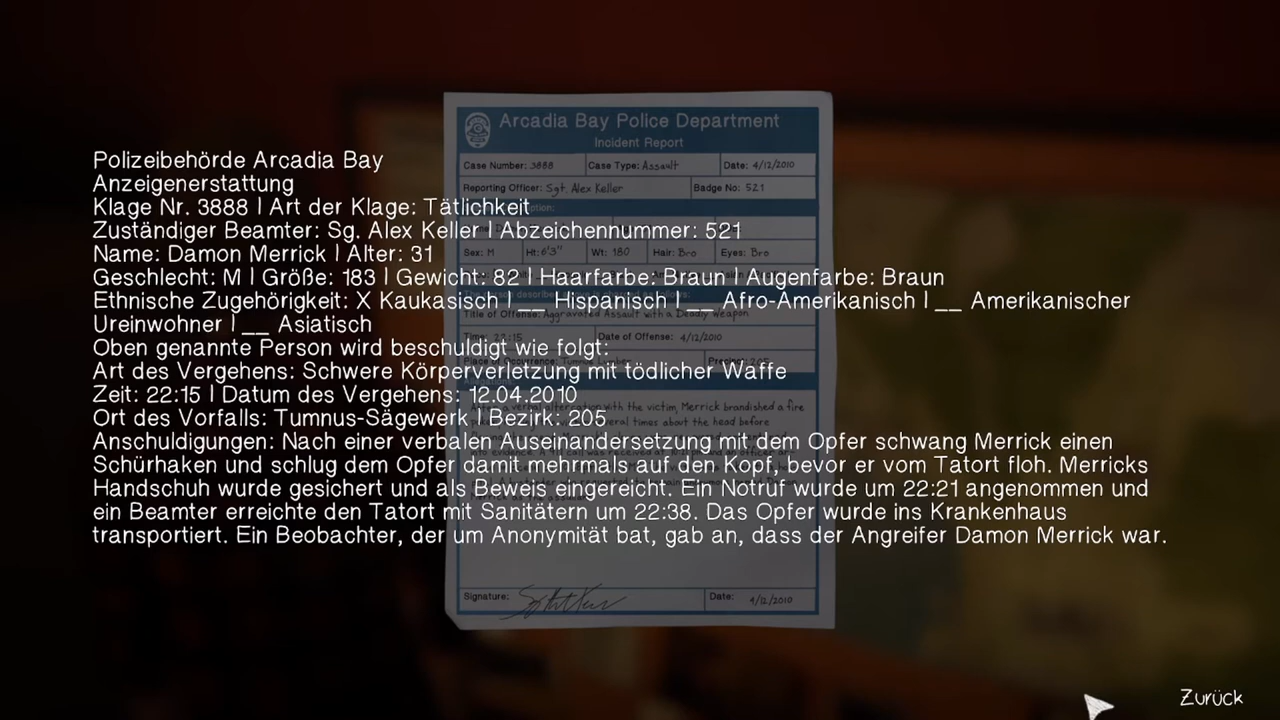 Arcadia Bay Police Department
Incident Report
Case Number: 3888 Case Type: Assault Date: 4/12/2010
Reporting Officer: Sgt. Alex Keller Badge No: 521
Sex: M Ht: 6'3" Wt: 180 Hair: Bro Eyes: Bro
Title of Offense: Aggravated Assault with a Deadly Weapon
Time: 22:15 Date of Offense: 4/12/2010
Signature: Date: 4/12/2010
Polizeibehörde Arcadia Bay
Anzeigenerstattung
Klage Nr. 3888 | Art der Klage: Tätlichkeit
Zuständiger Beamter: Sg. Alex Keller | Abzeichennummer: 521
Name: Damon Merrick | Alter: 31
Geschlecht: M | Größe: 183 | Gewicht: 82 | Haarfarbe: Braun | Augenfarbe: Braun
Ethnische Zugehörigkeit: X Kaukasisch | __ Hispanisch | __ Afro-Amerikanisch | __ Amerikanischer
Ureinwohner | __ Asiatisch
Oben genannte Person wird beschuldigt wie folgt:
Art des Vergehens: Schwere Körperverletzung mit tödlicher Waffe
Zeit: 22:15 | Datum des Vergehens: 12.04.2010
Ort des Vorfalls: Tumnus-Sägewerk | Bezirk: 205
Anschuldigungen: Nach einer verbalen Auseinandersetzung mit dem Opfer schwang Merrick einen
Schürhaken und schlug dem Opfer damit mehrmals auf den Kopf, bevor er vom Tatort floh. Merricks
Handschuh wurde gesichert und als Beweis eingereicht. Ein Notruf wurde um 22:21 angenommen und
ein Beamter erreichte den Tatort mit Sanitätern um 22:38. Das Opfer wurde ins Krankenhaus
transportiert. Ein Beobachter, der um Anonymität bat, gab an, dass der Angreifer Damon Merrick war.
Zurück